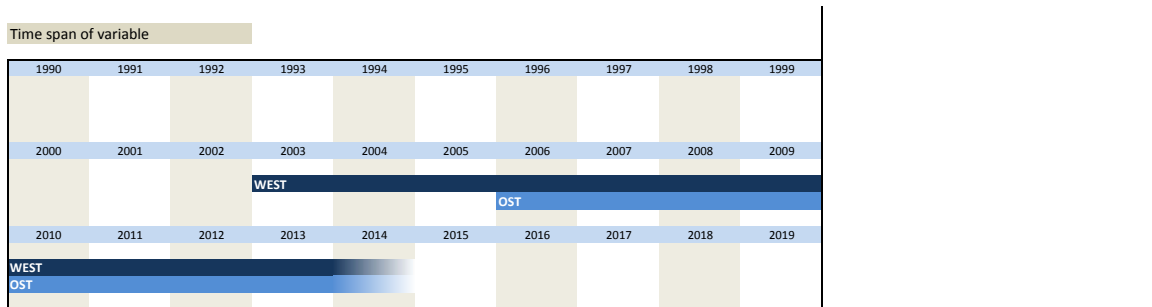 Time span of variable
1990 1991 1992 1993 1994 1995 1996 1997 1998 1999
2000 2001 2002 2003 2004 2005 2006 2007 2008 2009
WEST
OST
2010 2011 2012 2013 2014 2015 2016 2017 2018 2019
WEST
OST